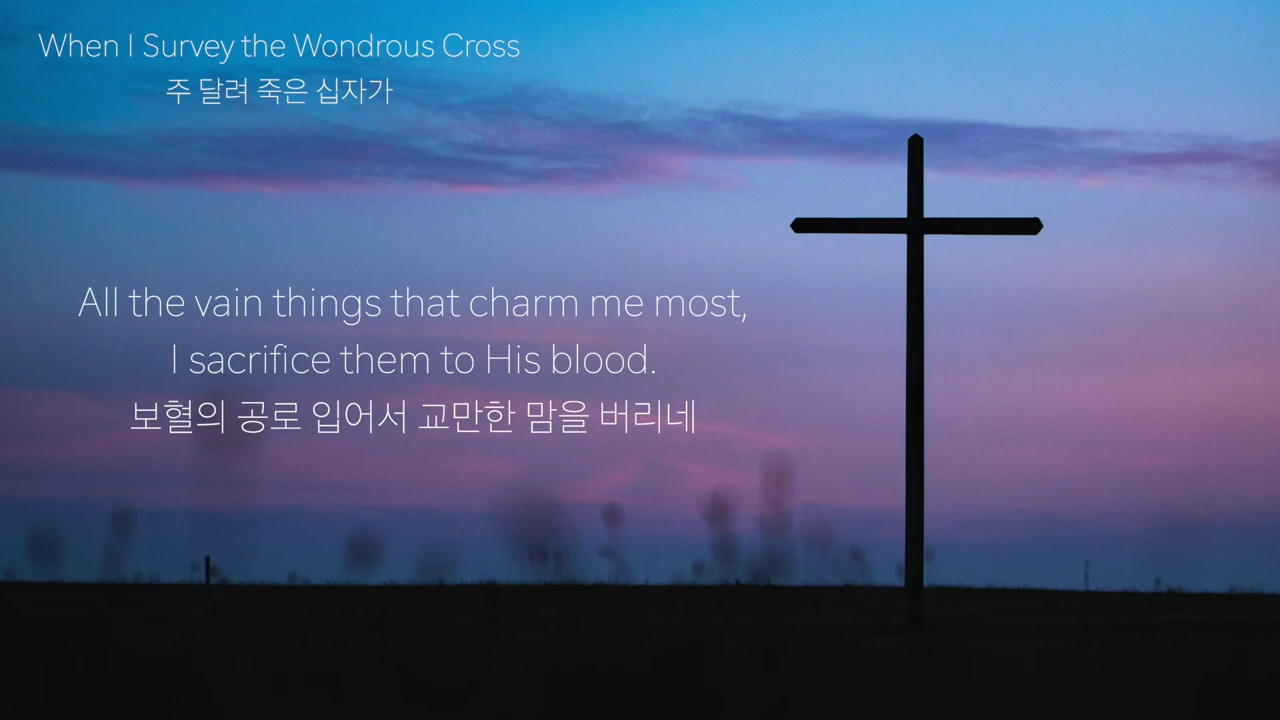 When I Survey the Wondrous Cross
주 달려 죽은 십자가
All the vain things that charm me most,
I sacrifice them to His blood.
보혈의 공로 입어서 교만한 맘을 버리네